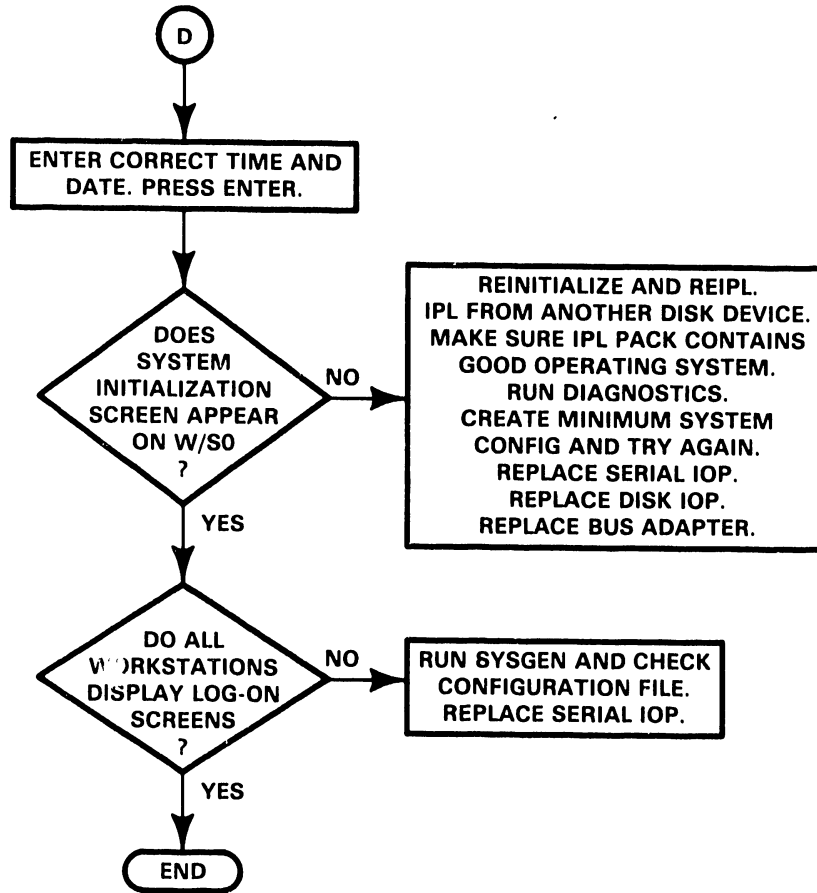 D
ENTER CORRECT TIME AND
DATE. PRESS ENTER.
DOES
SYSTEM
INITIALIZATION
SCREEN APPEAR
ON W/S0
?
NO
REINITIALIZE AND REIPL.
IPL FROM ANOTHER DISK DEVICE.
MAKE SURE IPL PACK CONTAINS
GOOD OPERATING SYSTEM.
RUN DIAGNOSTICS.
CREATE MINIMUM SYSTEM
CONFIG AND TRY AGAIN.
REPLACE SERIAL IOP.
REPLACE DISK IOP.
REPLACE BUS ADAPTER.
YES
DO ALL
WORKSTATIONS
DISPLAY LOG-ON
SCREENS
?
NO
RUN SYSGEN AND CHECK
CONFIGURATION FILE.
REPLACE SERIAL IOP.
YES
END